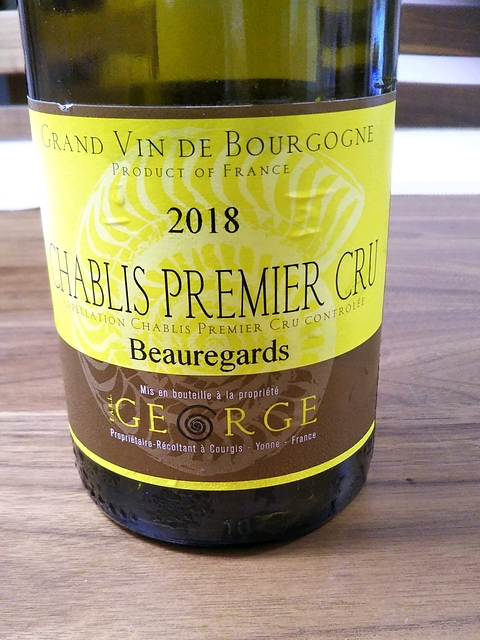 GRAND VIN DE BOURGOGNE
PRODUCT OF FRANCE
2018
CHABLIS PREMIER CRU
APPELLATION CHABLIS PREMIER CRU CONTRÔLÉE
Beauregards
Mis en bouteille à la propriété
E.A.R.L. GEORGE
Propriétaire-Récoltant à Courgis - Yonne - France
10